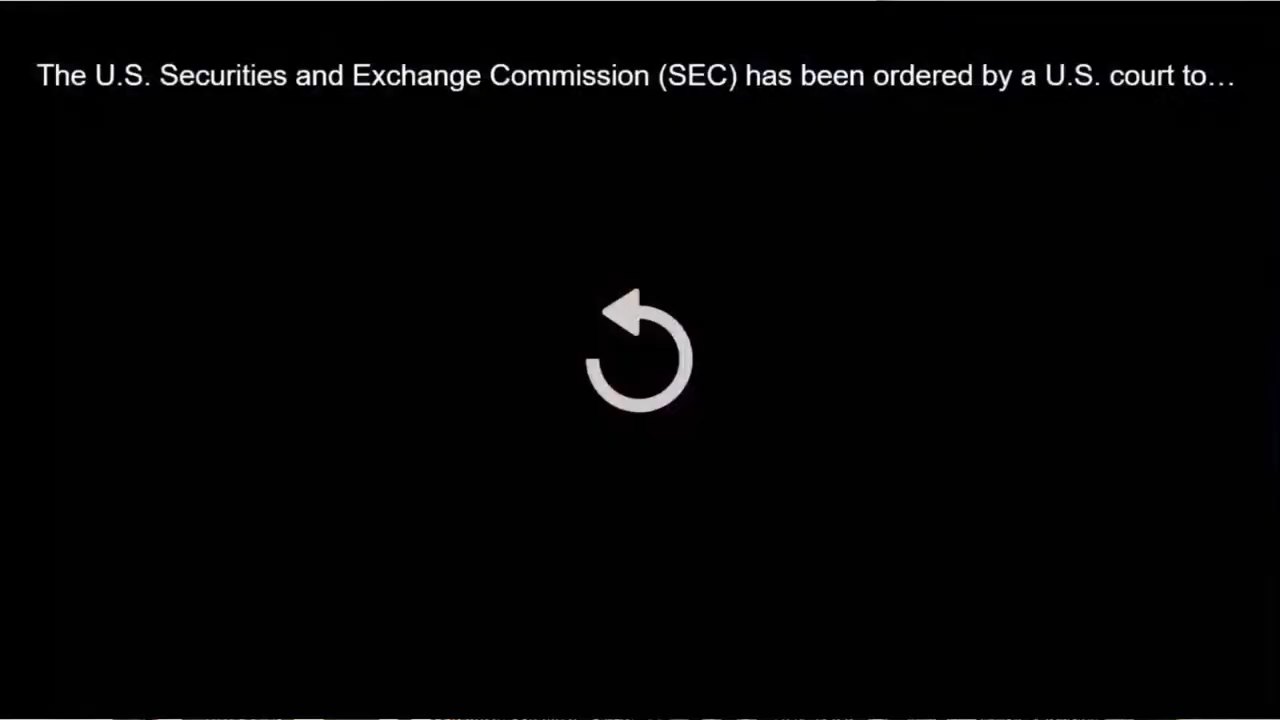 The U.S. Securities and Exchange Commission (SEC) has been ordered by a U.S. court to…